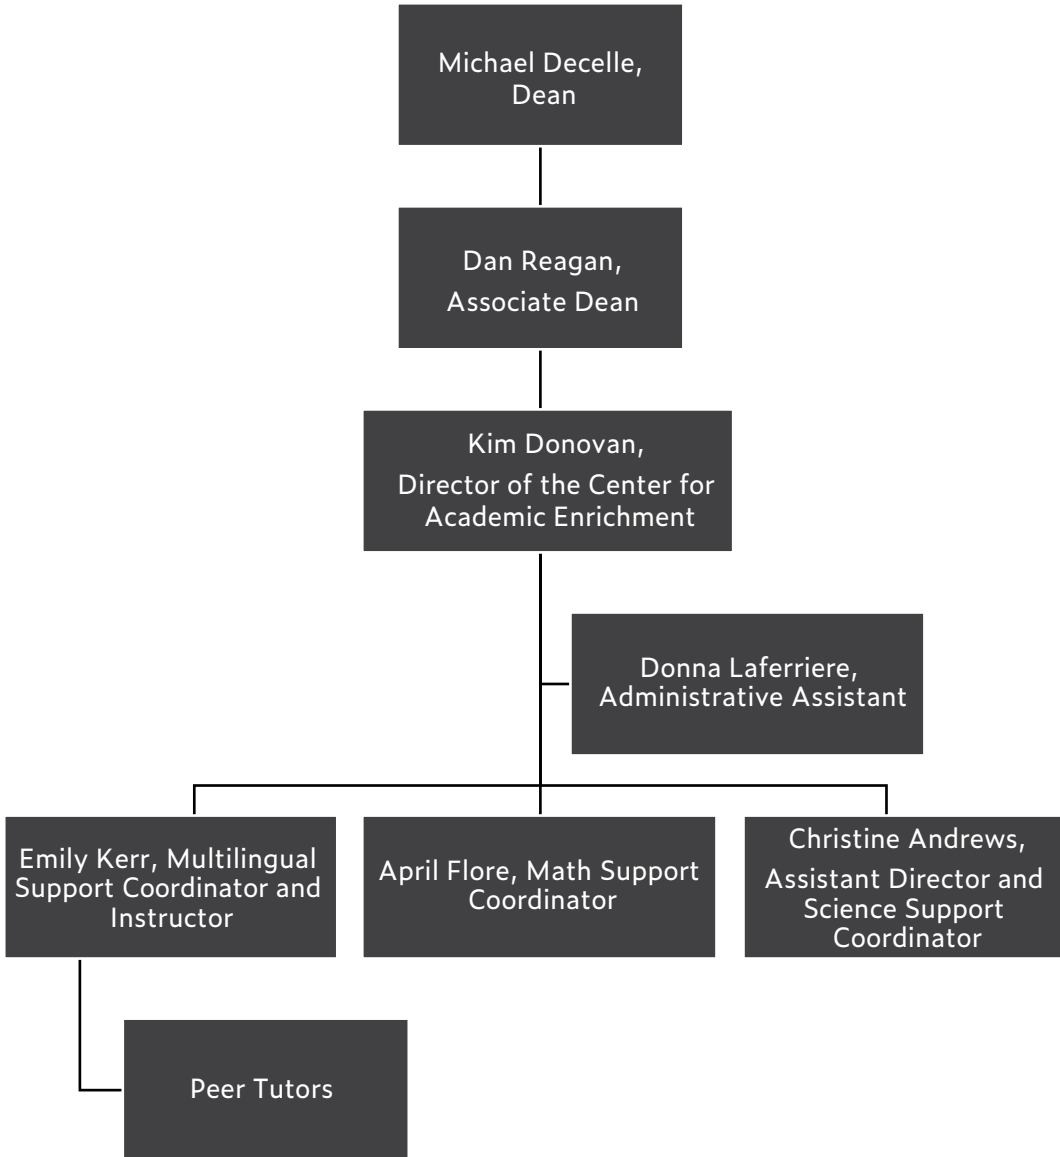 Michael Decelle,
Dean
Dan Reagan,
Associate Dean
Kim Donovan,
Director of the Center for
Academic Enrichment
Donna Laferriere,
Administrative Assistant
Emily Kerr, Multilingual
Support Coordinator and
Instructor
April Flore, Math Support
Coordinator
Christine Andrews,
Assistant Director and
Science Support
Coordinator
Peer Tutors